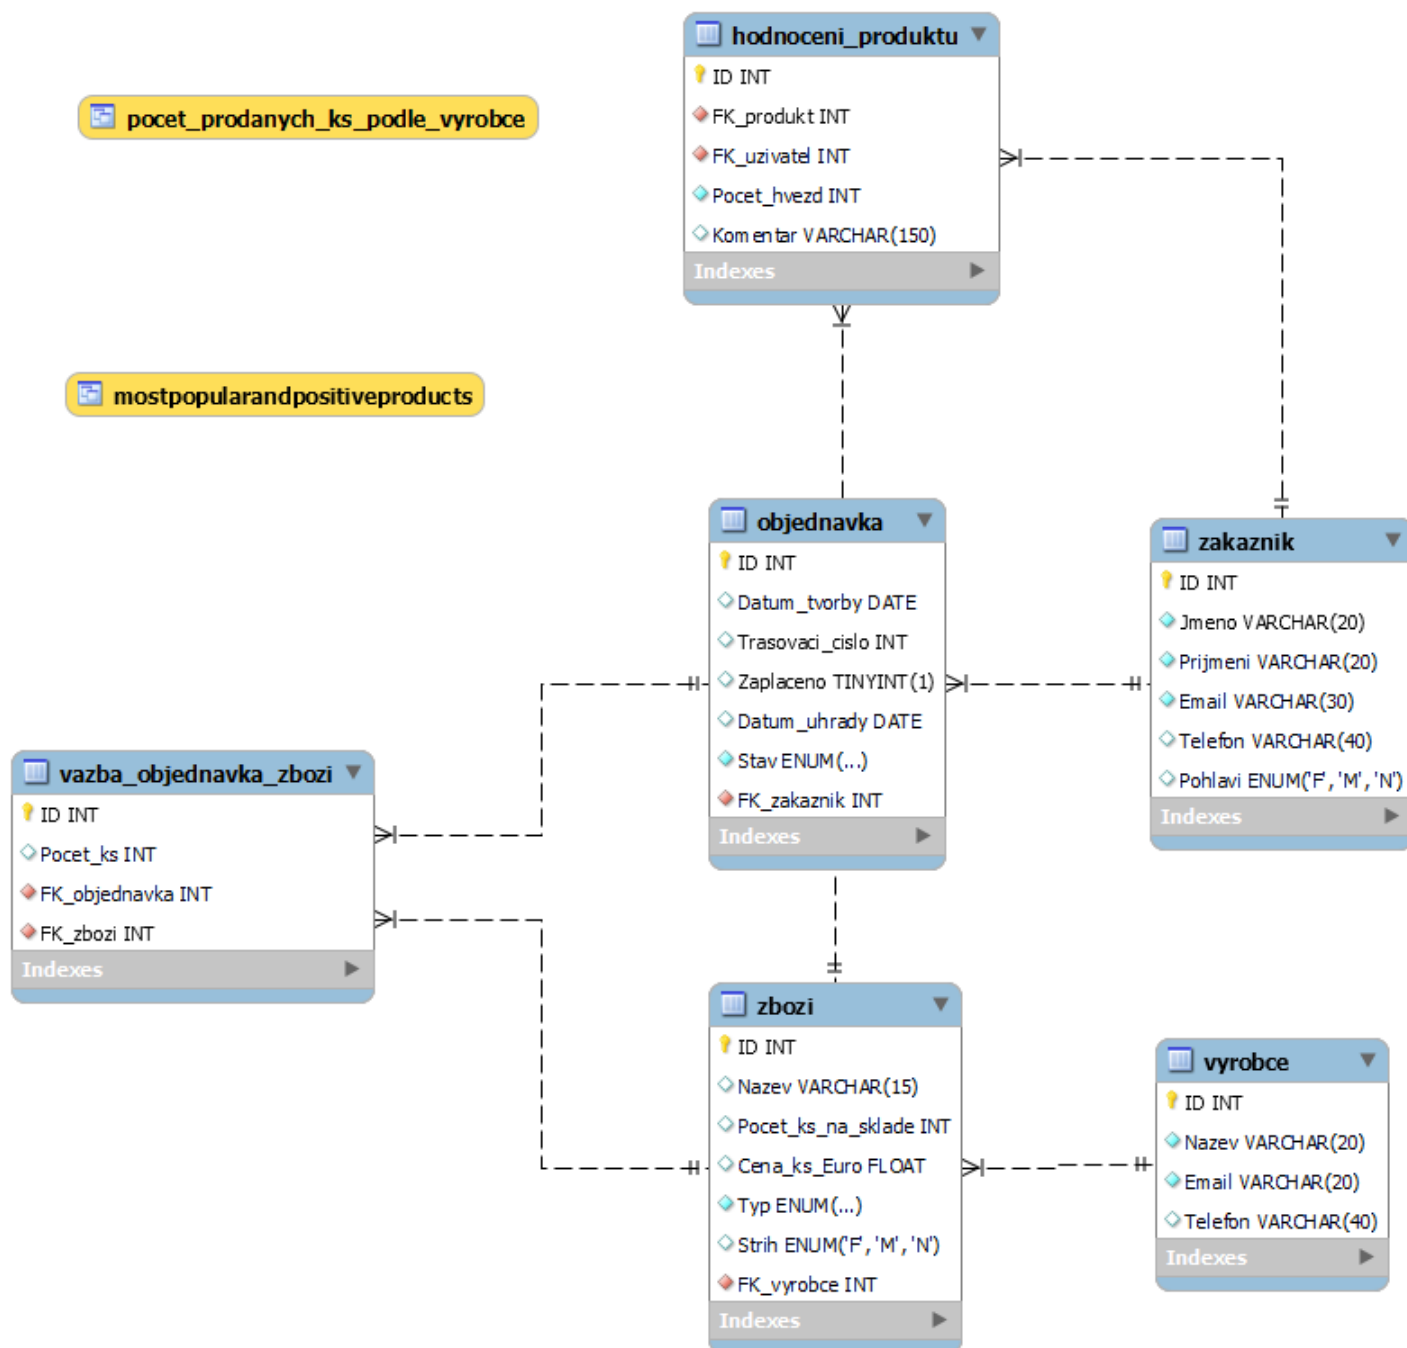 hodnoceni_produktu
ID INT
FK_produkt INT
FK_uzivatel INT
Pocet_hvezd INT
Komentar VARCHAR(150)
Indexes
pocet_prodanych_ks_podle_vyrobce
mostpopularandpositiveproducts
objednavka
ID INT
Datum_tvorby DATE
Trasovaci_cislo INT
Zaplaceno TINYINT(1)
Datum_uhrady DATE
Stav ENUM(...)
FK_zakaznik INT
Indexes
zakaznik
ID INT
Jmeno VARCHAR(20)
Prijmeni VARCHAR(20)
Email VARCHAR(30)
Telefon VARCHAR(40)
Pohlavi ENUM('F', 'M', 'N')
Indexes
vazba_objednavka_zbozi
ID INT
Pocet_ks INT
FK_objednavka INT
FK_zbozi INT
Indexes
zbozi
ID INT
Nazev VARCHAR(15)
Pocet_ks_na_sklade INT
Cena_ks_Euro FLOAT
Typ ENUM(...)
Strih ENUM('F', 'M', 'N')
FK_vyrobce INT
Indexes
vyrobce
ID INT
Nazev VARCHAR(20)
Email VARCHAR(20)
Telefon VARCHAR(40)
Indexes